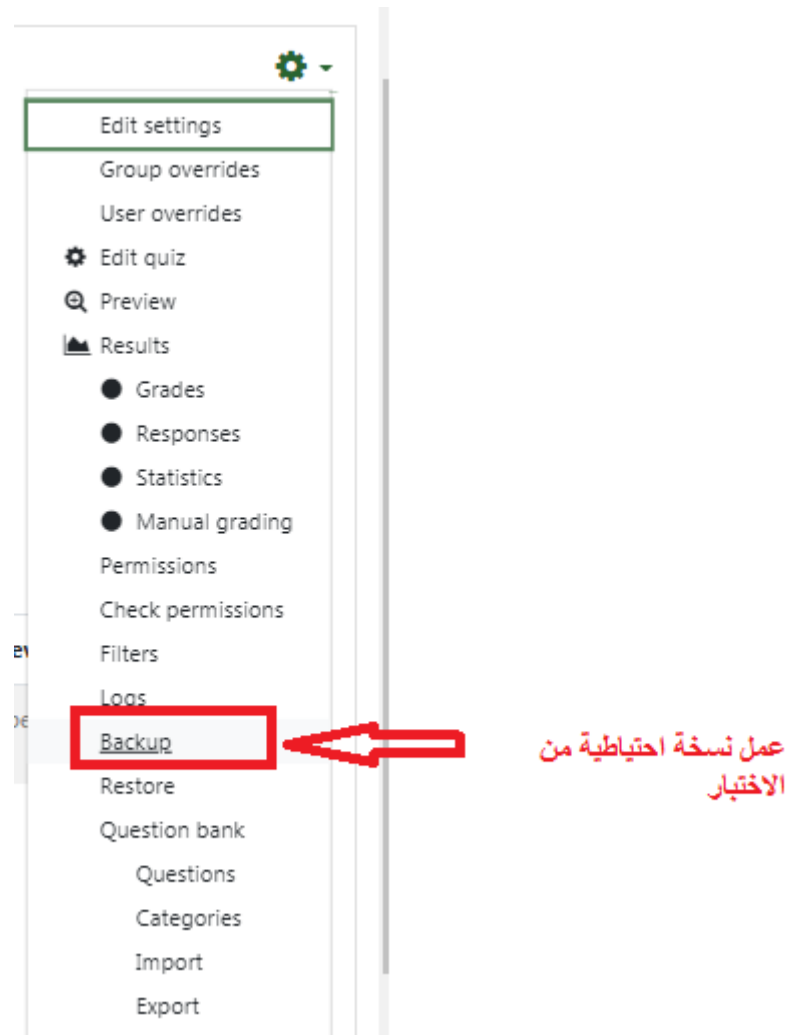 Edit settings
Group overrides
User overrides
Edit quiz
Preview
Results
Grades
Responses
Statistics
Manual grading
Permissions
Check permissions
Filters
Logs
Backup
عمل نسخة احتياطية من
الاختبار
Restore
Question bank
Questions
Categories
Import
Export